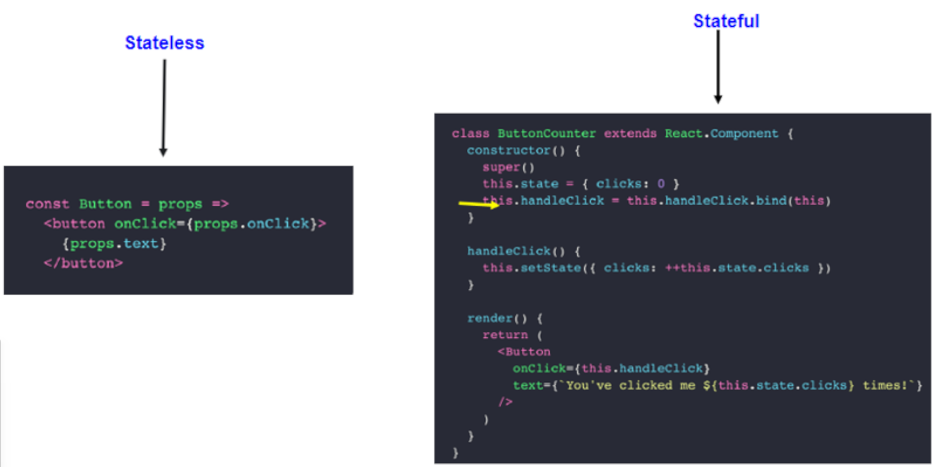 Stateless
const Button = props =>
<button onClick={props.onClick}>
{props.text}
</button>
Stateful
class ButtonCounter extends React.Component {
constructor() {
super()
this.state = { clicks: 0 }
this.handleClick = this.handleClick.bind(this)
}
handleClick() {
this.setState({ clicks: ++this.state.clicks })
}
render() {
return (
<Button
onClick={this.handleClick}
text={`You've clicked me ${this.state.clicks} times!`}
/>
)
}
}